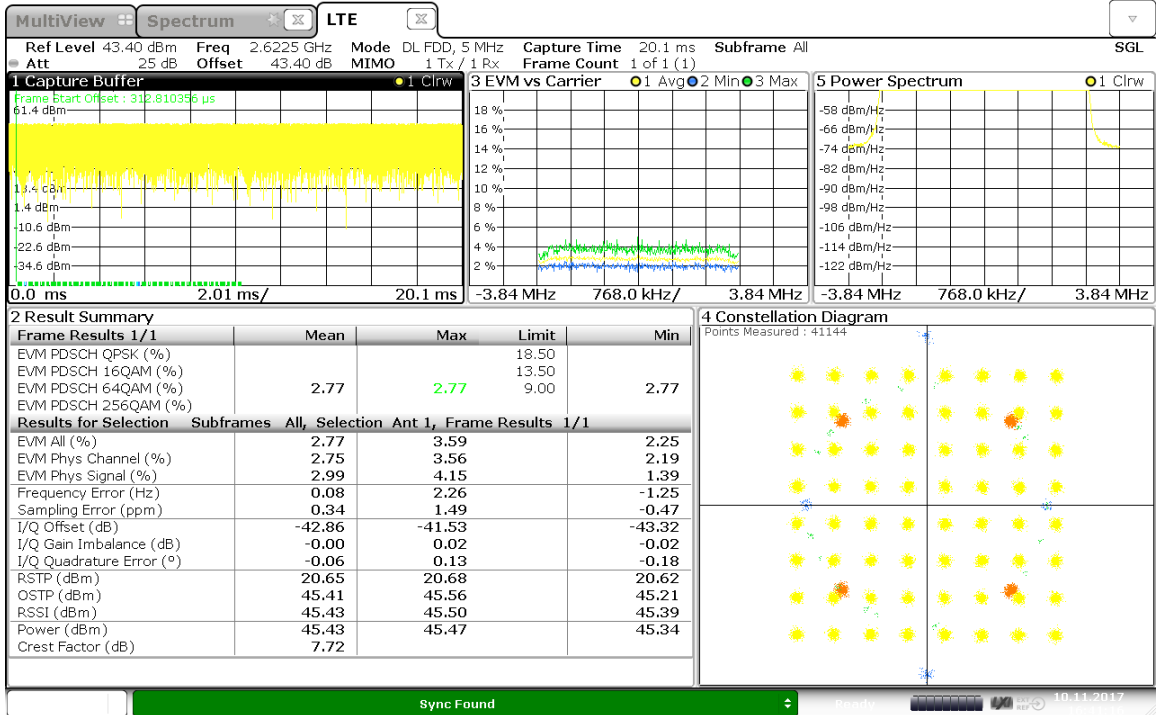 MultiView Spectrum LTE
Ref Level 43.40 dBm Freq 2.6225 GHz Mode DL FDD, 5 MHz Capture Time 20.1 ms Subframe All SGL
Att 25 dB Offset 43.40 dB MIMO 1 Tx / 1 Rx Frame Count 1 of 1 (1)
1 Capture Buffer 1 Clrw
Frame Start Offset : 312.810356 µs
61.4 dBm
13.4 dBm
1.4 dBm
-10.6 dBm
-22.6 dBm
-34.6 dBm
0.0 ms 2.01 ms/ 20.1 ms
3 EVM vs Carrier 1 Avg 2 Min 3 Max
18 %
16 %
14 %
12 %
10 %
8 %
6 %
4 %
2 %
-3.84 MHz 768.0 kHz/ 3.84 MHz
5 Power Spectrum 1 Clrw
-58 dBm/Hz
-66 dBm/Hz
-74 dBm/Hz
-82 dBm/Hz
-90 dBm/Hz
-98 dBm/Hz
-106 dBm/Hz
-114 dBm/Hz
-122 dBm/Hz
-3.84 MHz 768.0 kHz/ 3.84 MHz
2 Result Summary
Frame Results 1/1 Mean Max Limit Min
EVM PDSCH QPSK (%) 18.50
EVM PDSCH 16QAM (%) 13.50
EVM PDSCH 64QAM (%) 2.77 2.77 9.00 2.77
EVM PDSCH 256QAM (%)
Results for Selection Subframes All, Selection Ant 1, Frame Results 1/1
EVM All (%) 2.77 3.59 2.25
EVM Phys Channel (%) 2.75 3.56 2.19
EVM Phys Signal (%) 2.99 4.15 1.39
Frequency Error (Hz) 0.08 2.26 -1.25
Sampling Error (ppm) 0.34 1.49 -0.47
I/Q Offset (dB) -42.86 -41.53 -43.32
I/Q Gain Imbalance (dB) -0.00 0.02 -0.02
I/Q Quadrature Error (°) -0.06 0.13 -0.18
RSTP (dBm) 20.65 20.68 20.62
OSTP (dBm) 45.41 45.56 45.21
RSSI (dBm) 45.43 45.50 45.39
Power (dBm) 45.43 45.47 45.34
Crest Factor (dB) 7.72
4 Constellation Diagram
Points Measured : 41144
Sync Found
Ready
LXI EXT REF
10.11.2017